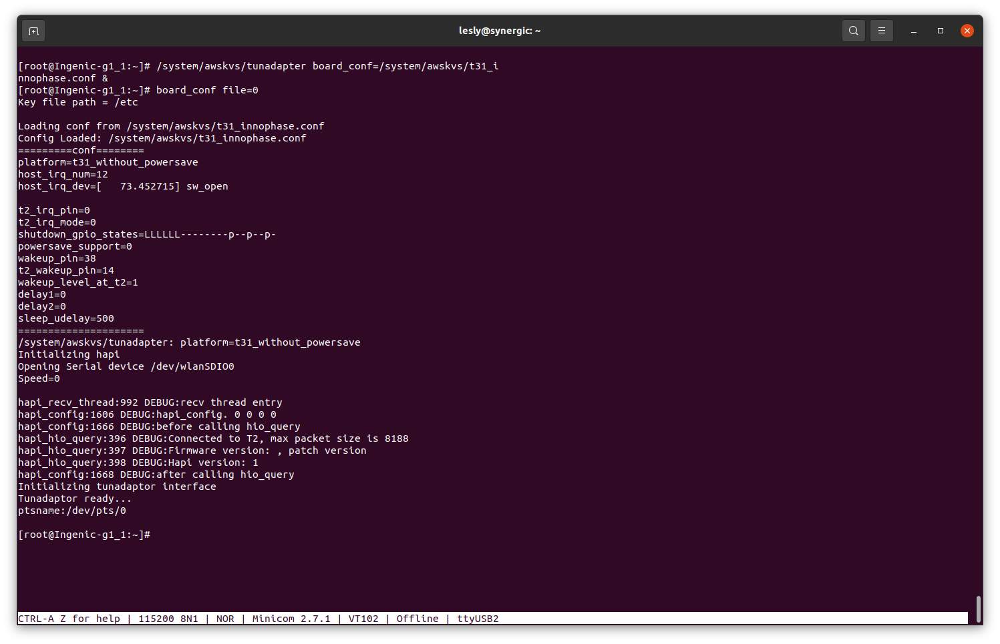 lesly@synergic: ~
[root@Ingenic-g1_1:~]# /system/awskvs/tunadapter board_conf=/system/awskvs/t31_i
nnophase.conf &
[root@Ingenic-g1_1:~]# board_conf file=0
Key file path = /etc
Loading conf from /system/awskvs/t31_innophase.conf
Config Loaded: /system/awskvs/t31_innophase.conf
=========conf========
platform=t31_without_powersave
host_irq_num=12
host_irq_dev=[   73.452715] sw_open
t2_irq_pin=0
t2_irq_mode=0
shutdown_gpio_states=LLLLLL--------p--p--p-
powersave_support=0
wakeup_pin=38
t2_wakeup_pin=14
wakeup_level_at_t2=1
delay1=0
delay2=0
sleep_udelay=500
=====================
/system/awskvs/tunadapter: platform=t31_without_powersave
Initializing hapi
Opening Serial device /dev/wlanSDIO0
Speed=0
hapi_recv_thread:992 DEBUG:recv thread entry
hapi_config:1606 DEBUG:hapi_config. 0 0 0 0
hapi_config:1666 DEBUG:before calling hio_query
hapi_hio_query:396 DEBUG:Connected to T2, max packet size is 8188
hapi_hio_query:397 DEBUG:Firmware version: , patch version
hapi_hio_query:398 DEBUG:Hapi version: 1
hapi_config:1668 DEBUG:after calling hio_query
Initializing tunadaptor interface
Tunadaptor ready...
ptsname:/dev/pts/0
[root@Ingenic-g1_1:~]#
CTRL-A Z for help | 115200 8N1 | NOR | Minicom 2.7.1 | VT102 | Offline | ttyUSB2